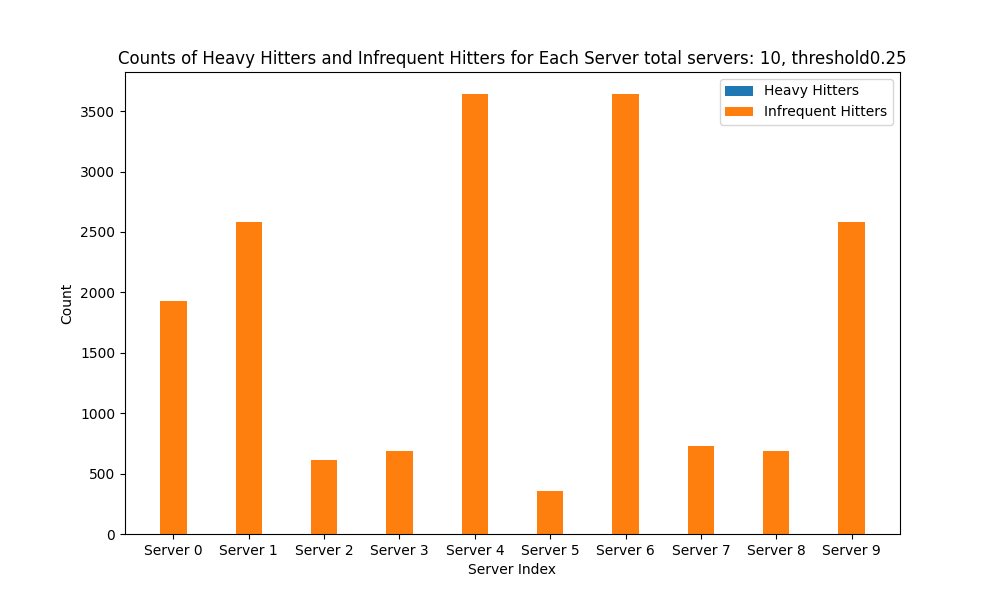 Counts of Heavy Hitters and Infrequent Hitters for Each Server total servers: 10, threshold0.25
Heavy Hitters
Infrequent Hitters
3500
3000
2500
2000
1500
1000
500
0
Count
Server 0 Server 1 Server 2 Server 3 Server 4 Server 5 Server 6 Server 7 Server 8 Server 9
Server Index